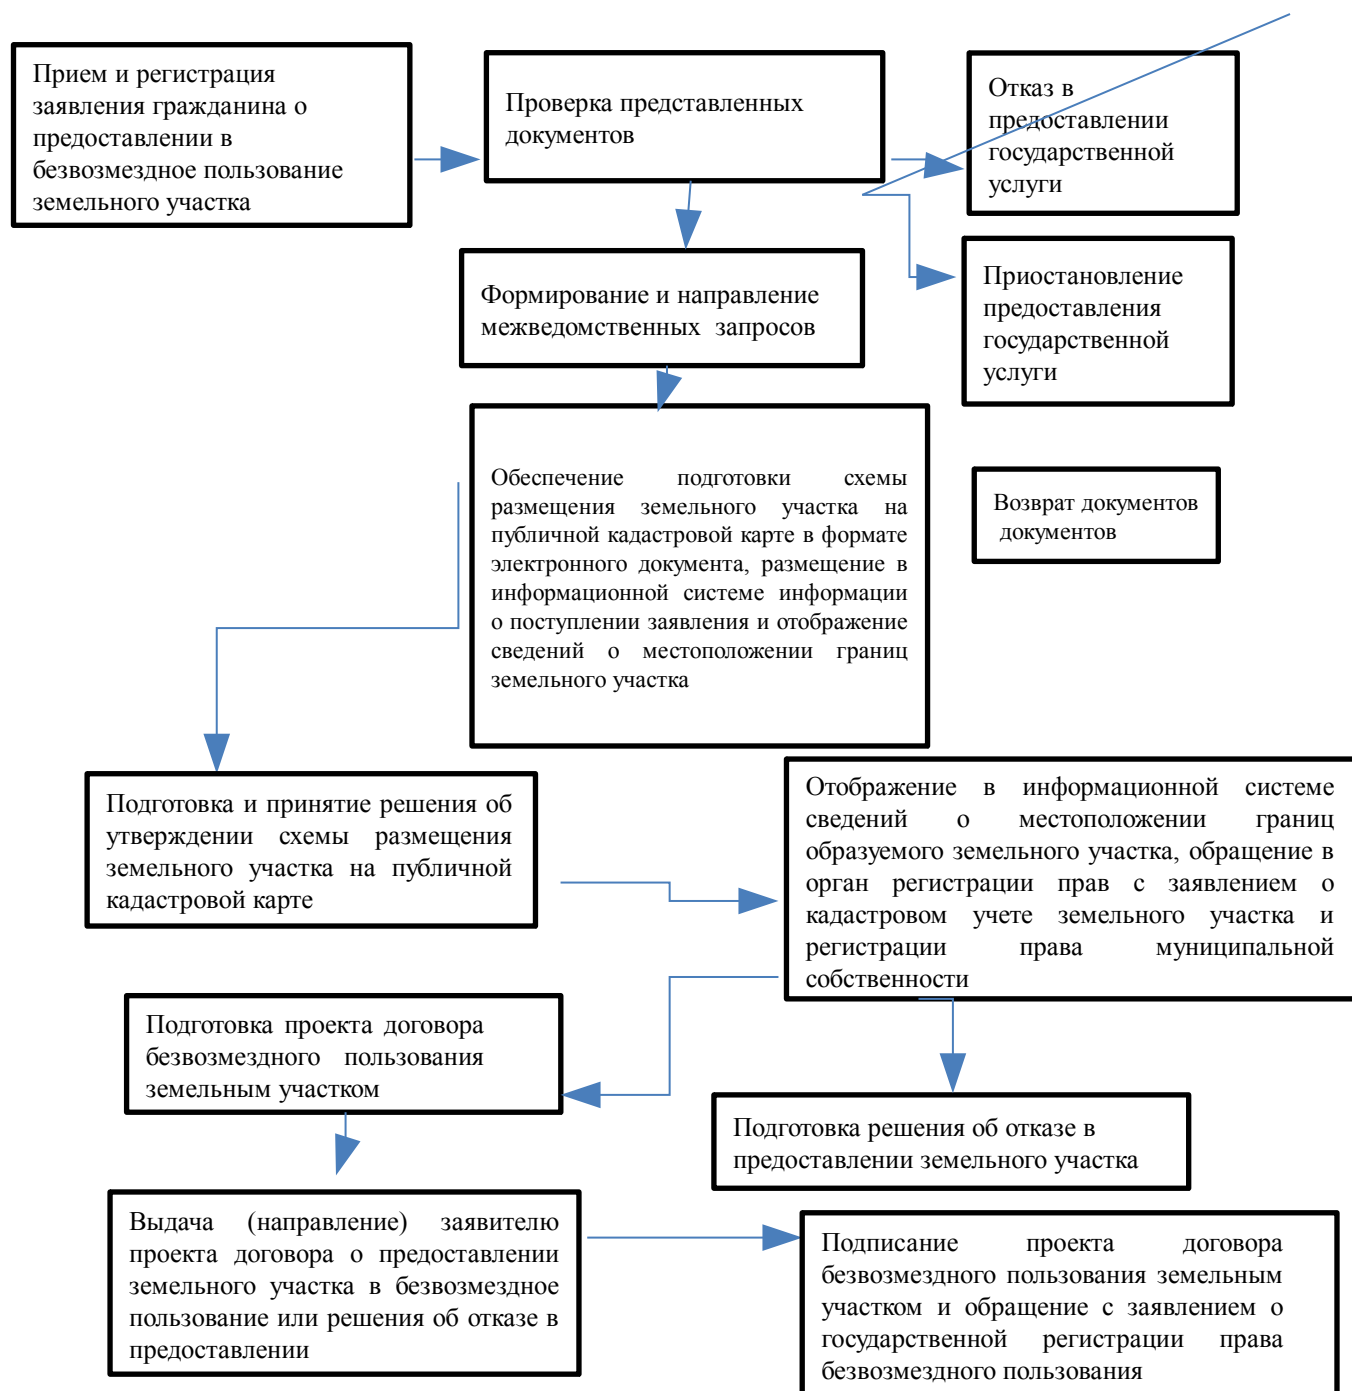 Прием и регистрация
заявления гражданина о
предоставлении в
безвозмездное пользование
земельного участка
Проверка представленных
документов
Отказ в
предоставлении
государственной
услуги
Формирование и направление
межведомственных запросов
Приостановление
предоставления
государственной
услуги
Обеспечение подготовки схемы
размещения земельного участка на
публичной кадастровой карте в формате
электронного документа, размещение в
информационной системе информации
о поступлении заявления и отображение
сведений о местоположении границ
земельного участка
Возврат документов
документов
Подготовка и принятие решения об
утверждении схемы размещения
земельного участка на публичной
кадастровой карте
Отображение в информационной системе
сведений о местоположении границ
образуемого земельного участка, обращение в
орган регистрации прав с заявлением о
кадастровом учете земельного участка и
регистрации права муниципальной
собственности
Подготовка проекта договора
безвозмездного пользования
земельным участком
Подготовка решения об отказе в
предоставлении земельного участка
Выдача (направление) заявителю
проекта договора о предоставлении
земельного участка в безвозмездное
пользование или решения об отказе в
предоставлении
Подписание проекта договора
безвозмездного пользования земельным
участком и обращение с заявлением о
государственной регистрации права
безвозмездного пользования